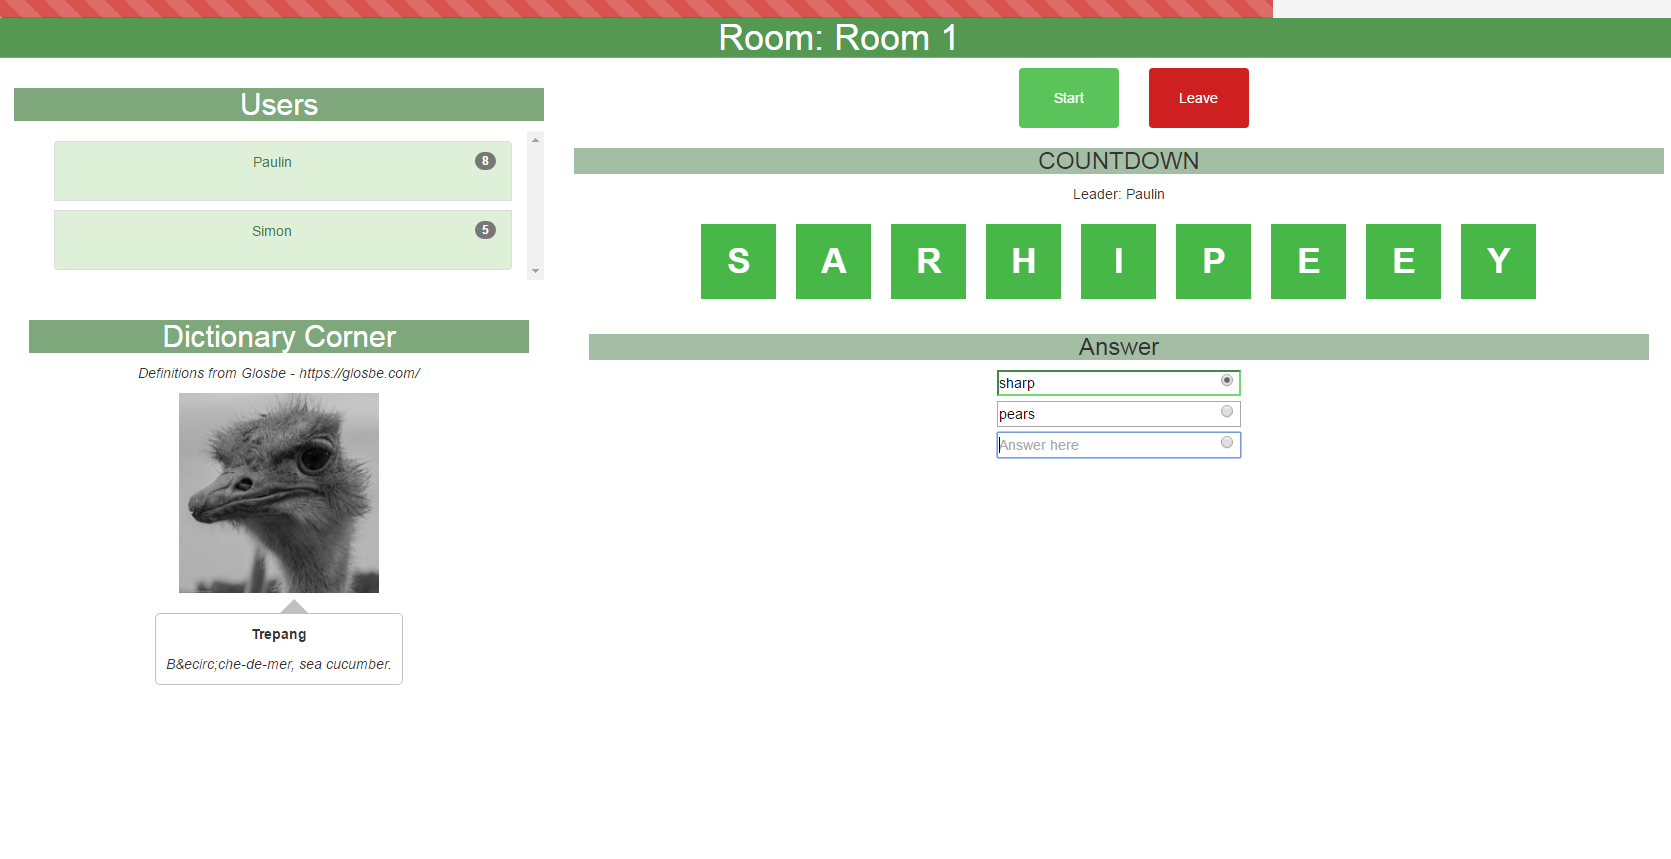 Room: Room 1
Start
Leave
Users
Paulin 8
Simon 5
COUNTDOWN
Leader: Paulin
S A R H I P E E Y
Dictionary Corner
Definitions from Glosbe - https://glosbe.com/
Trepang
B&ecirc;che-de-mer, sea cucumber.
Answer
sharp
pears
Answer here